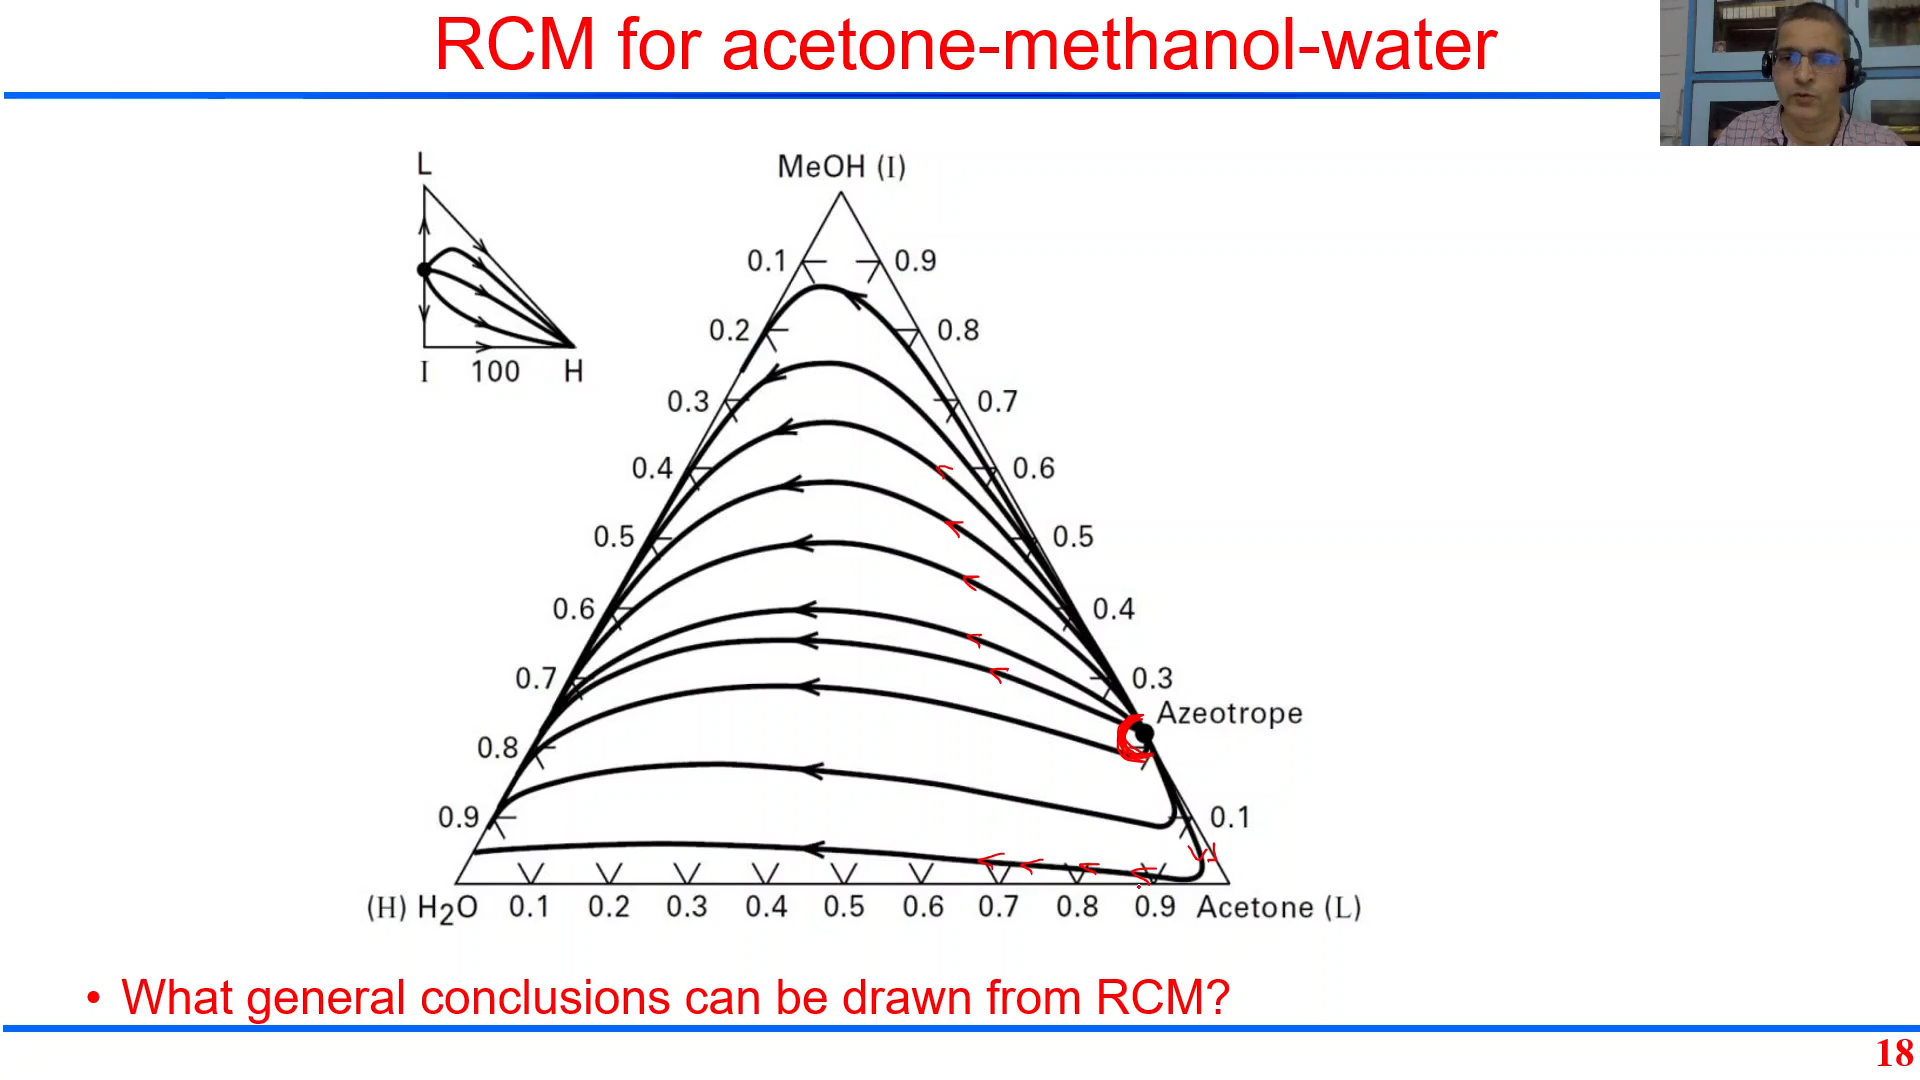 RCM for acetone-methanol-water
L
I 100 H
MeOH (I)
0.1 0.9
0.2 0.8
0.3 0.7
0.4 0.6
0.5 0.5
0.6 0.4
0.7 0.3
Azeotrope
0.8
0.9 0.1
(H) H₂O 0.1 0.2 0.3 0.4 0.5 0.6 0.7 0.8 0.9 Acetone (L)
• What general conclusions can be drawn from RCM?
18